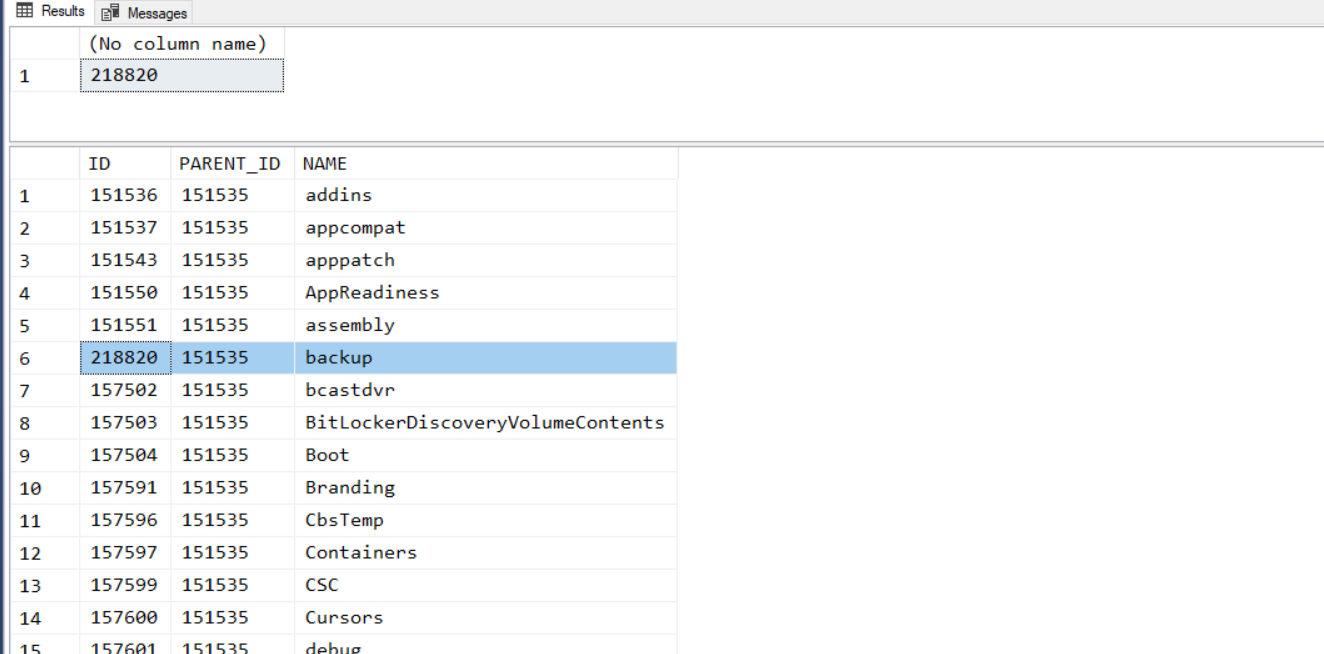 Results Messages
(No column name)
1 218820
ID PARENT_ID NAME
1 151536 151535 addins
2 151537 151535 appcompat
3 151543 151535 apppatch
4 151550 151535 AppReadiness
5 151551 151535 assembly
6 218820 151535 backup
7 157502 151535 bcastdvr
8 157503 151535 BitLockerDiscoveryVolumeContents
9 157504 151535 Boot
10 157591 151535 Branding
11 157596 151535 CbsTemp
12 157597 151535 Containers
13 157599 151535 CSC
14 157600 151535 Cursors
15 157601 151535 debug